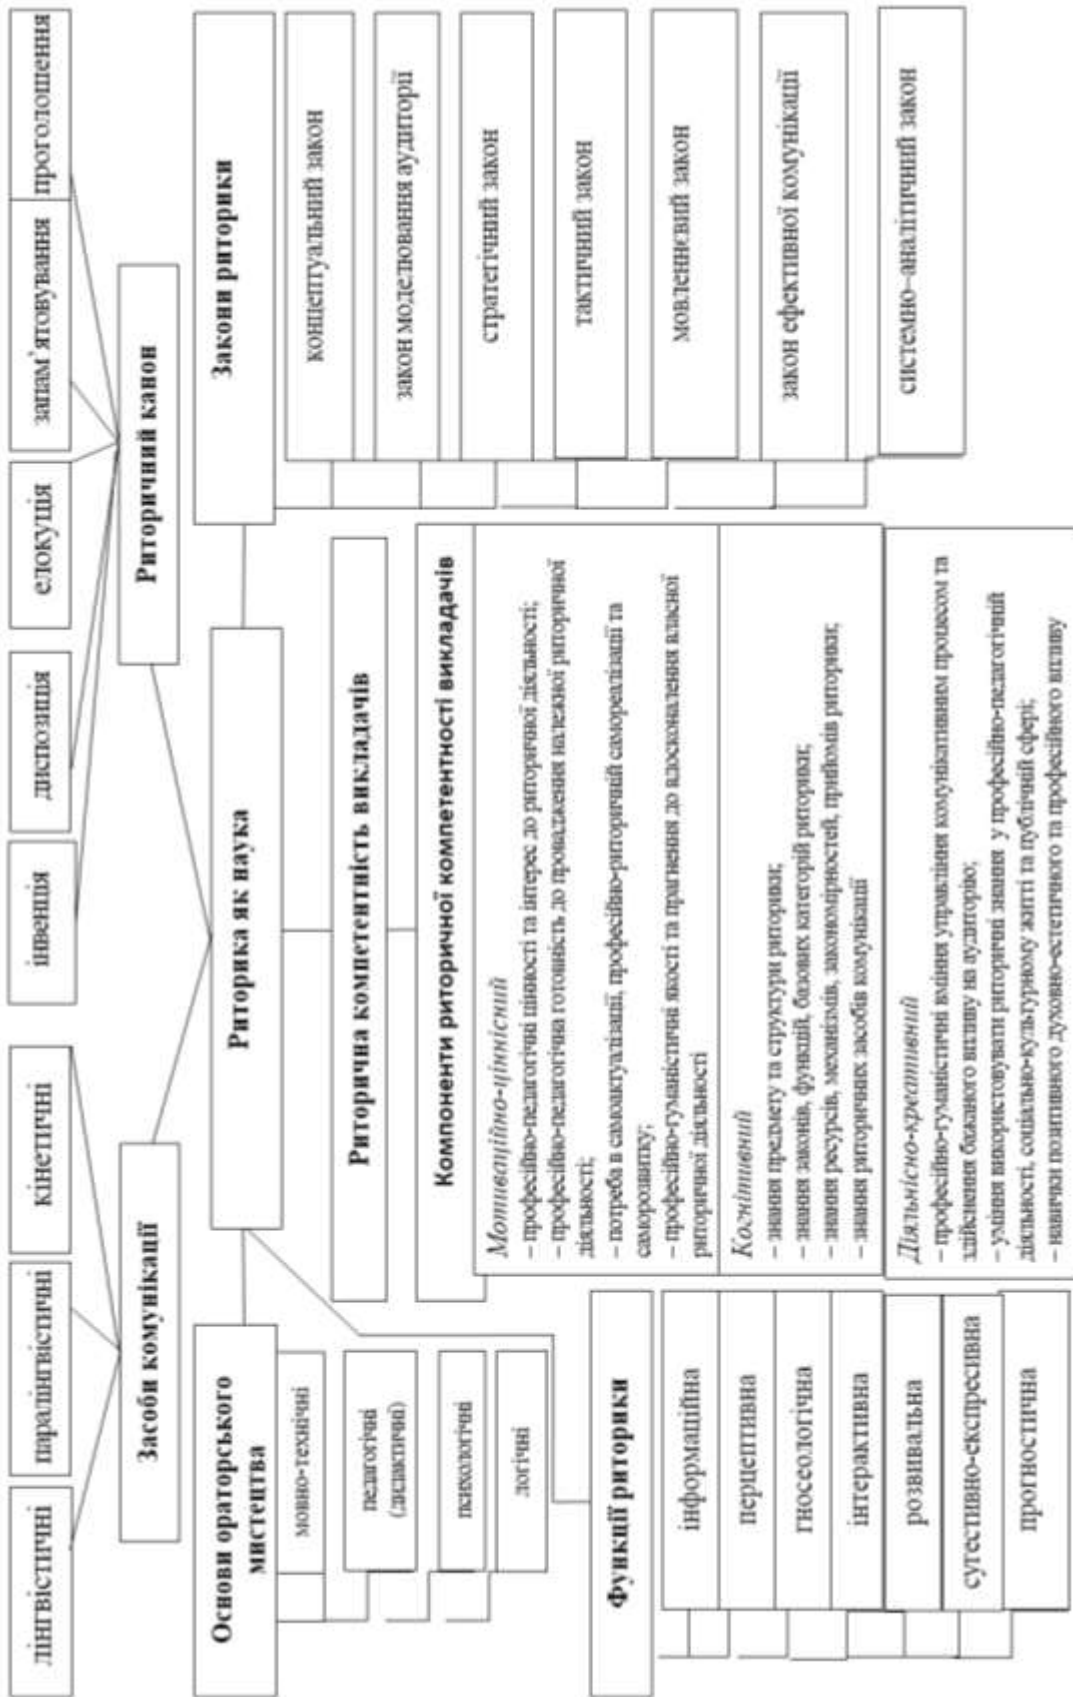 лінгвістичні
паралінгвістичні
кінетичні
інвенція
диспозиція
елокуція
запам`ятовування
проголошення
Засоби комунікації
Риторичний канон
Основи ораторського
мистецтва
Риторика як наука
Закони риторики
мовно-технічні
педагогічні
(дидактичні)
психологічні
логічні
Риторична компетентність викладачів
Компоненти риторичної компетентності викладачів
Мотиваційно-ціннісний
– професійно-педагогічні цінності та інтерес до риторичної діяльності;
– професійно-педагогічна готовність до провадження належної риторичної
діяльності;
– потреба в самоактуалізації, професійно-риторичній самореалізації та
саморозвитку;
– професійно-гуманістичні якості та прагнення до вдосконалення власної
риторичної діяльності
Когнітивний
– знання предмету та структури риторики;
– знання законів, функцій, базових категорій риторики;
– знання ресурсів, механізмів, закономірностей, прийомів риторики;
– знання риторичних засобів комунікації
Діяльнісно-креативний
– професійно-гуманістичні вміння управління комунікативним процесом та
здійснення бажаного впливу на аудиторію;
– уміння використовувати риторичні знання у професійно-педагогічній
діяльності, соціально-культурному житті та публічній сфері;
– навички позитивного духовно-естетичного та професійного впливу
концептуальний закон
закон моделювання аудиторії
стратегічний закон
тактичний закон
мовленнєвий закон
закон ефективної комунікації
системно–аналітичний закон
Функції риторики
інформаційна
перцептивна
гносеологічна
інтерактивна
розвивальна
сугестивно-експресивна
прогностична